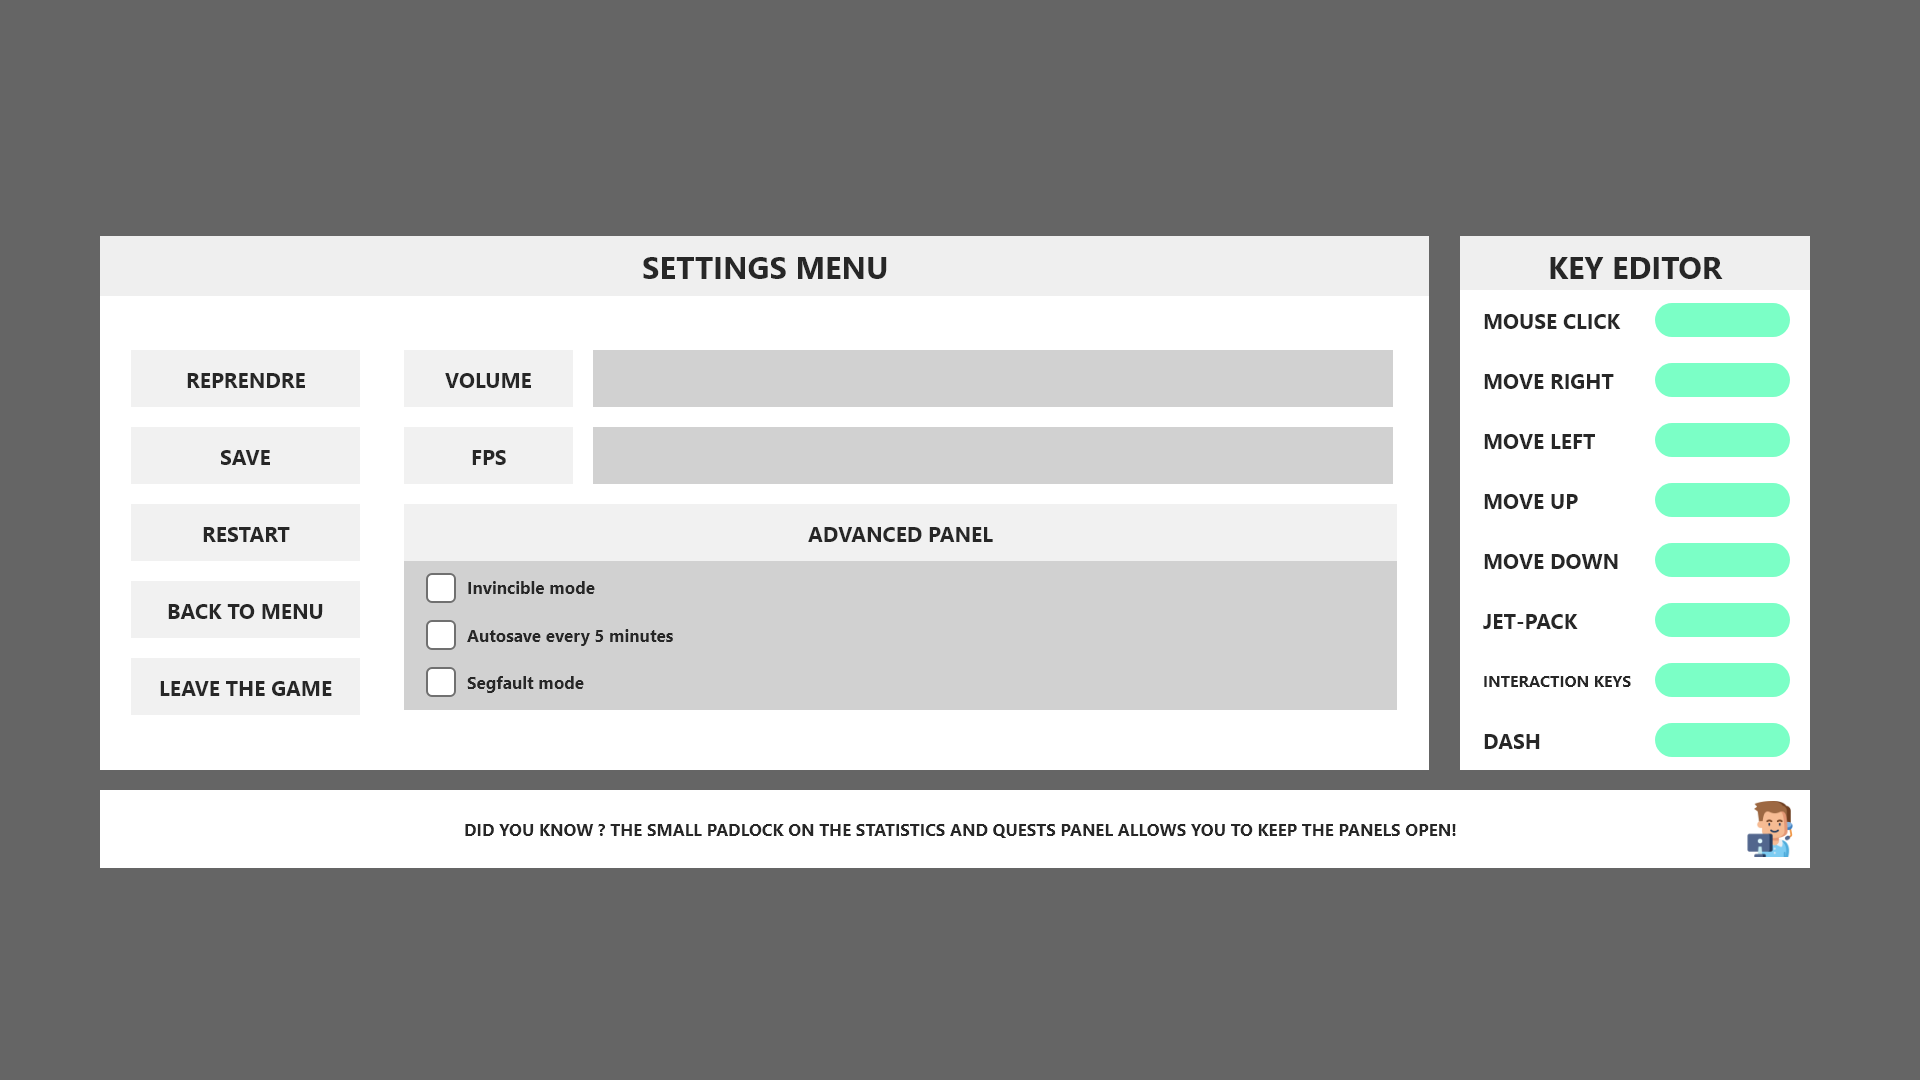 SETTINGS MENU
REPRENDRE
SAVE
RESTART
BACK TO MENU
LEAVE THE GAME
VOLUME
FPS
ADVANCED PANEL
Invincible mode
Autosave every 5 minutes
Segfault mode
KEY EDITOR
MOUSE CLICK
MOVE RIGHT
MOVE LEFT
MOVE UP
MOVE DOWN
JET-PACK
INTERACTION KEYS
DASH
DID YOU KNOW ? THE SMALL PADLOCK ON THE STATISTICS AND QUESTS PANEL ALLOWS YOU TO KEEP THE PANELS OPEN!